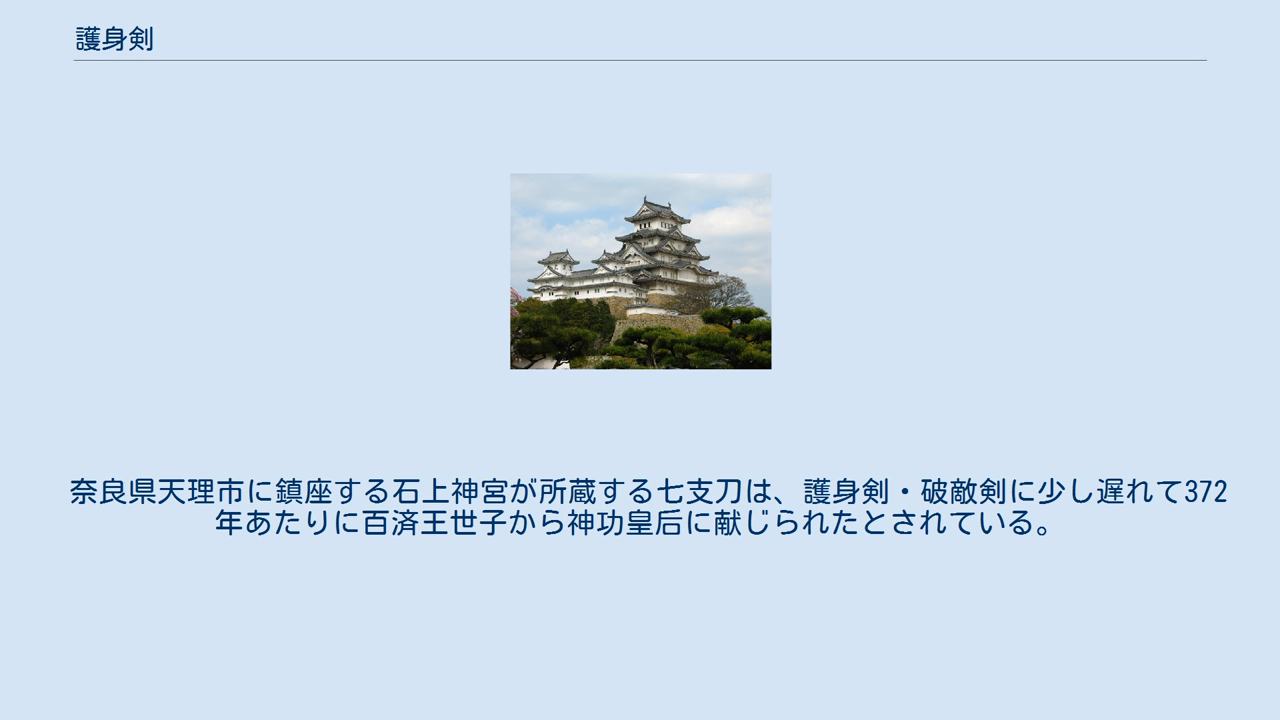 護身剣
奈良県天理市に鎮座する石上神宮が所蔵する七支刀は、護身剣・破敵剣に少し遅れて372
年あたりに百済王世子から神功皇后に献じられたとされている。